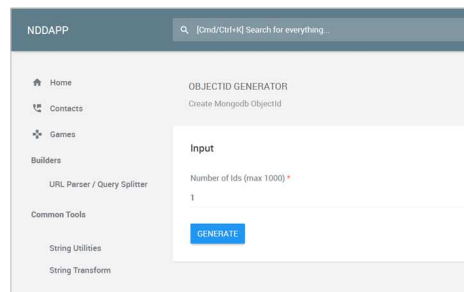 NDDAPP
[Cmd/Ctrl+K] Search for everything...
Home
Contacts
Games
Builders
URL Parser / Query Splitter
Common Tools
String Utilities
String Transform
OBJECTID GENERATOR
Create Mongodb ObjectId
Input
Number of Ids (max 1000) *
1
GENERATE